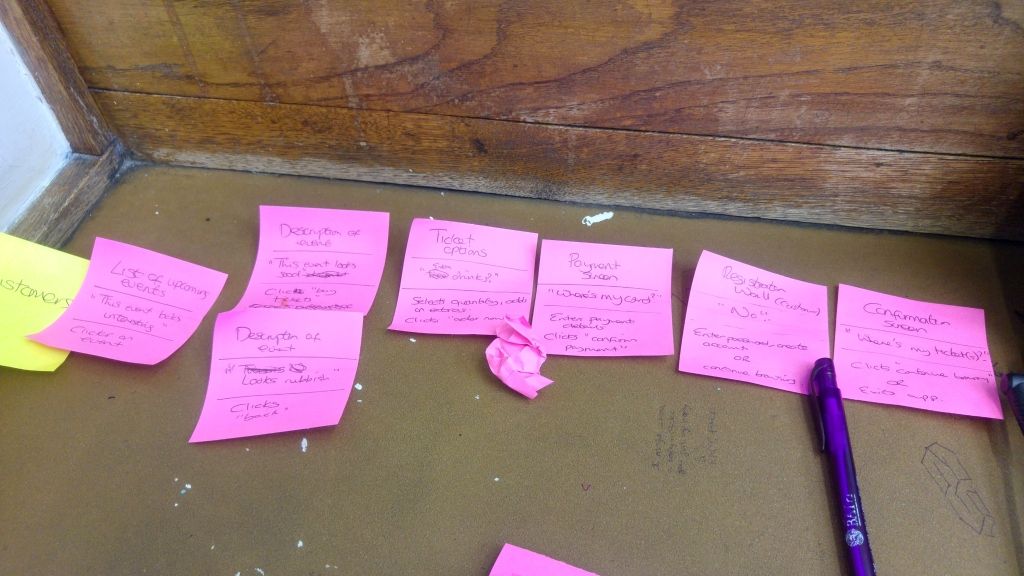 ustomers
List of upcoming
events
"This event looks
interesting"
Clicks on
event
Description of
event
"This event looks
good
Clicks "buy
tickets
Description of
event
"
Looks rubbish"
Clicks
"back"
Ticket
options
drinks?"
Selects quantity, adds
Clicks "order now
Payment
screen
"Where's my card?"
Enter payment
details
Clicks "confirm
payment"
Registration
Wall (customer)
"No"
Enter password, create
account
OR
continue browsing
Confirmation
screen
"Where's my ticket(s)?"
Clicks "continue browsing"
or
Exits app.